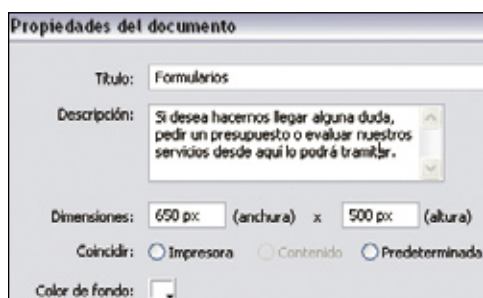 Propiedades del documento
Título: Formularios
Descripción: Si desea hacernos llegar alguna duda,
pedir un presupuesto o evaluar nuestros
servicios desde aquí lo podrá tramitar.
Dimensiones: 650 px (anchura) x 500 px (altura)
Coincidir: Impresora Contenido Predeterminada
Color de fondo: